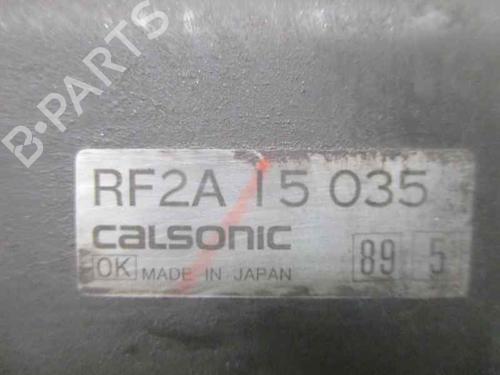 B-PARTS
RF2A 15 035
calsonic
89 5
OK MADE IN JAPAN